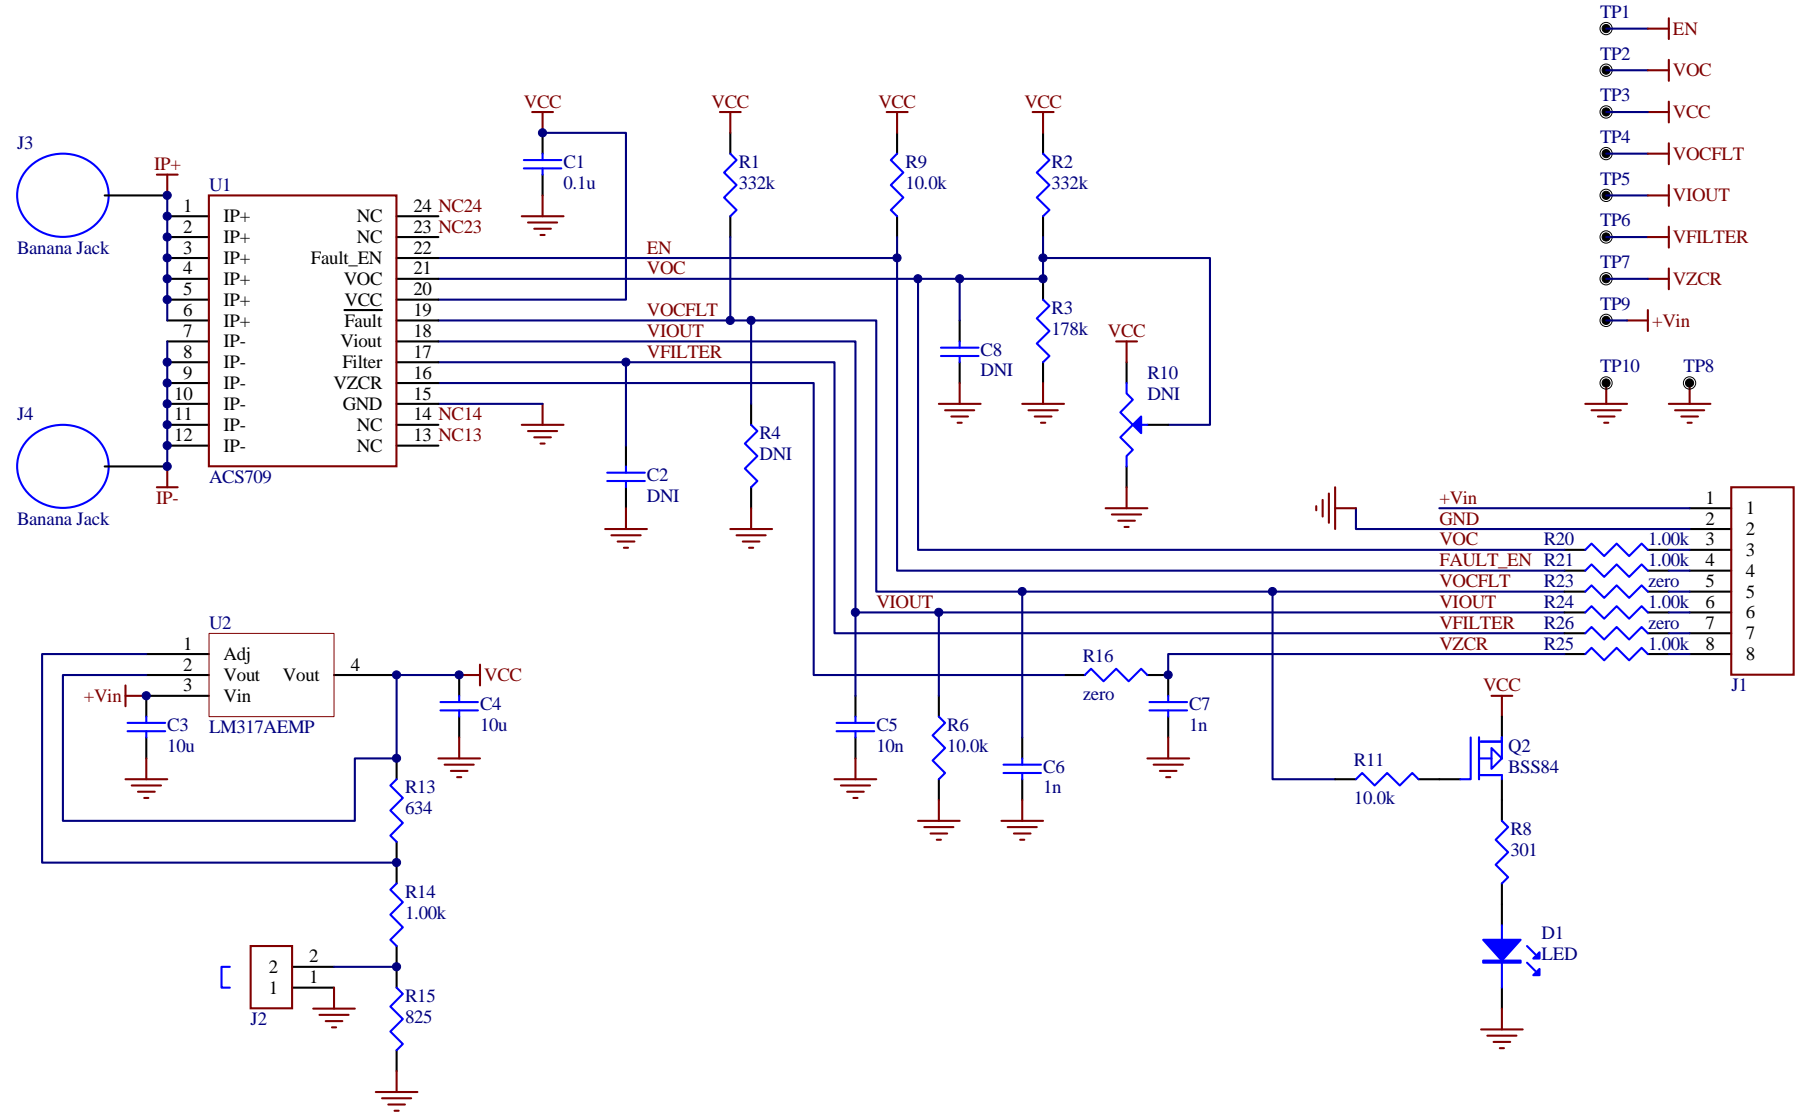 TP1
EN
TP2
VOC
TP3
VCC
TP4
VOCFLT
TP5
VIOUT
TP6
VFILTER
TP7
VZCR
TP9
+Vin
TP10
TP8
J3
Banana Jack
IP+
J4
Banana Jack
IP-
U1
1 IP+
2 IP+
3 IP+
4 IP+
5 IP+
6 IP+
7 IP-
8 IP-
9 IP-
10 IP-
11 IP-
12 IP-
NC 24 NC24
NC 23 NC23
Fault_EN 22
VOC 21
VCC 20
Fault 19
Viout 18
Filter 17
VZCR 16
GND 15
NC 14 NC14
NC 13 NC13
ACS709
VCC
C1
0.1u
VCC
R1
332k
VCC
R9
10.0k
VCC
R2
332k
EN
VOC
VOCFLT
VIOUT
VFILTER
R3
178k
C8
DNI
VCC
R10
DNI
R4
DNI
C2
DNI
+Vin 1 1
GND 2 2
VOC R20 1.00k 3 3
FAULT_EN R21 1.00k 4 4
VOCFLT R23 zero 5 5
VIOUT R24 1.00k 6 6
VFILTER R26 zero 7 7
VZCR R25 1.00k 8 8
J1
VIOUT
R16
zero
C7
1n
C5
10n
R6
10.0k
C6
1n
VCC
Q2
BSS84
R11
10.0k
R8
301
D1
LED
U2
1 Adj
2 Vout
3 Vin
Vout 4
LM317AEMP
+Vin
C3
10u
VCC
C4
10u
R13
634
R14
1.00k
R15
825
2 2
1 1
J2